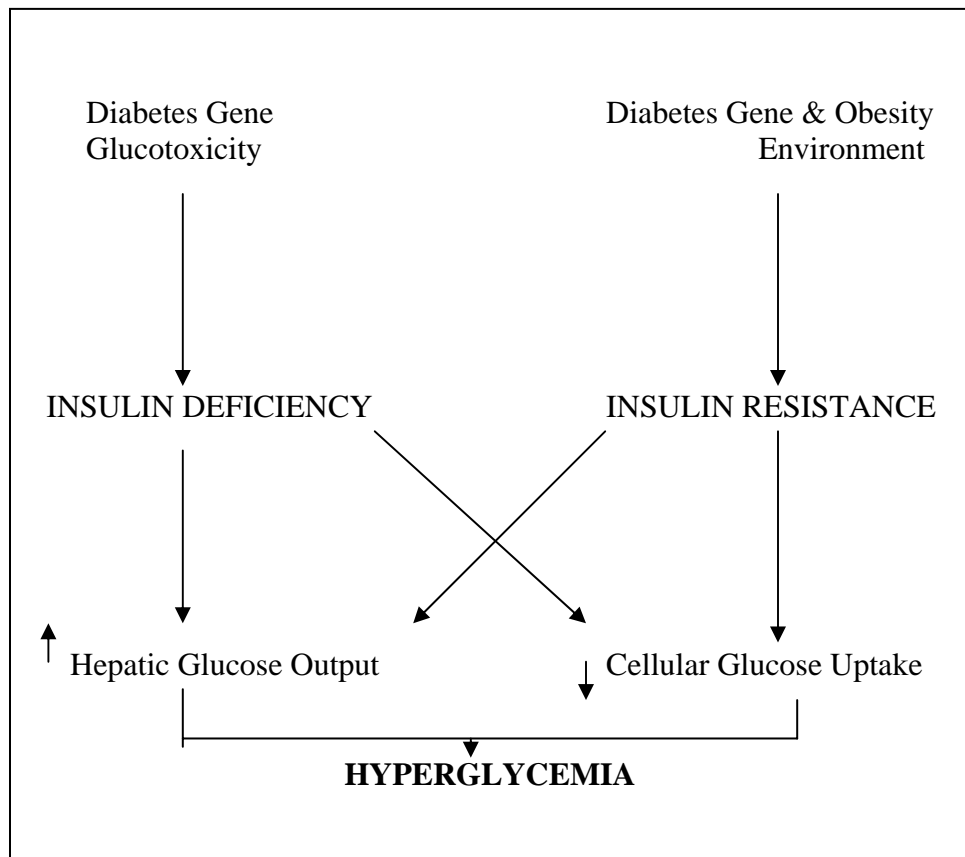 Diabetes Gene
Glucotoxicity
Diabetes Gene & Obesity
Environment
INSULIN DEFICIENCY
INSULIN RESISTANCE
Hepatic Glucose Output
Cellular Glucose Uptake
HYPERGLYCEMIA